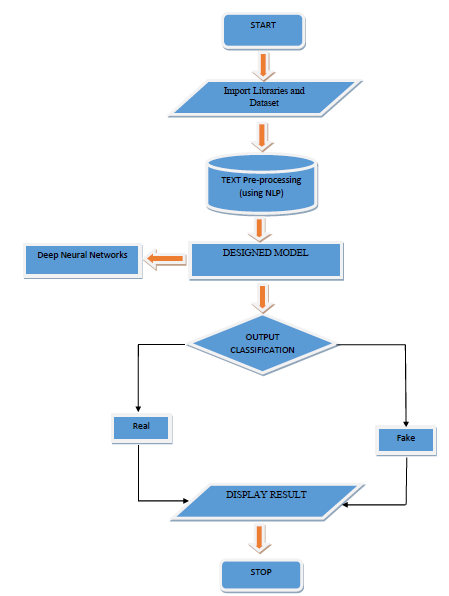 START
Import Libraries and
Dataset
TEXT Pre-processing
(using NLP)
Deep Neural Networks
DESIGNED MODEL
OUTPUT
CLASSIFICATION
Real
Fake
DISPLAY RESULT
STOP